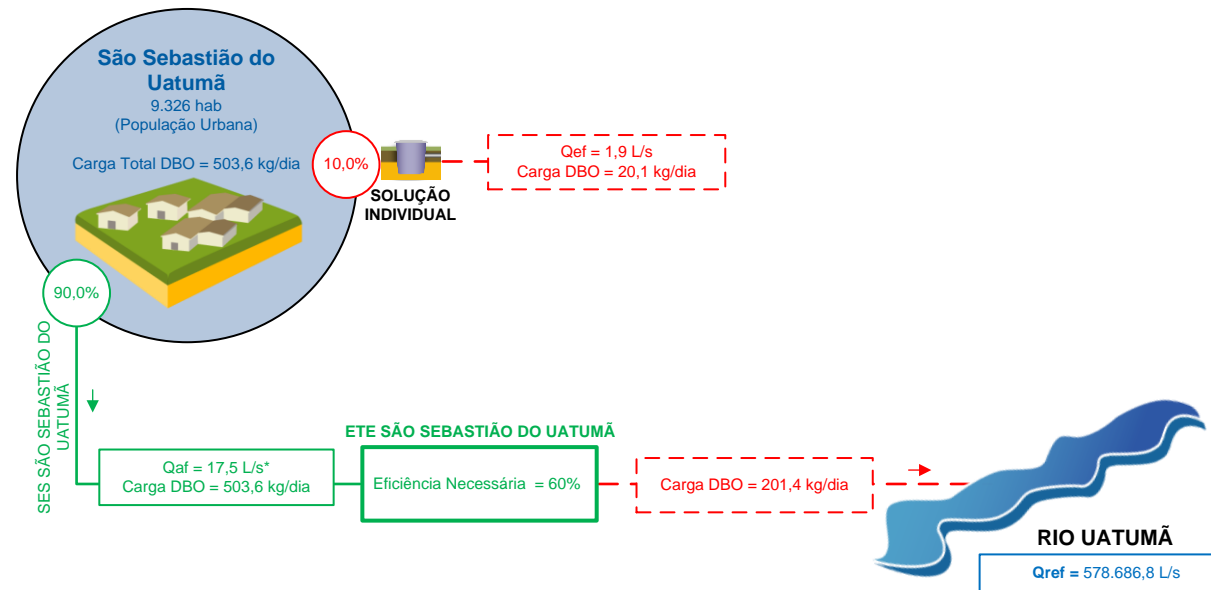 São Sebastião do
Uatumã
9.326 hab
(População Urbana)
Carga Total DBO = 503,6 kg/dia
10,0%
SOLUÇÃO
INDIVIDUAL
Qef = 1,9 L/s
Carga DBO = 20,1 kg/dia
90,0%
SES SÃO SEBASTIÃO DO
UATUMÃ
Qaf = 17,5 L/s*
Carga DBO = 503,6 kg/dia
ETE SÃO SEBASTIÃO DO UATUMÃ
Eficiência Necessária = 60%
Carga DBO = 201,4 kg/dia
RIO UATUMÃ
Qref = 578.686,8 L/s